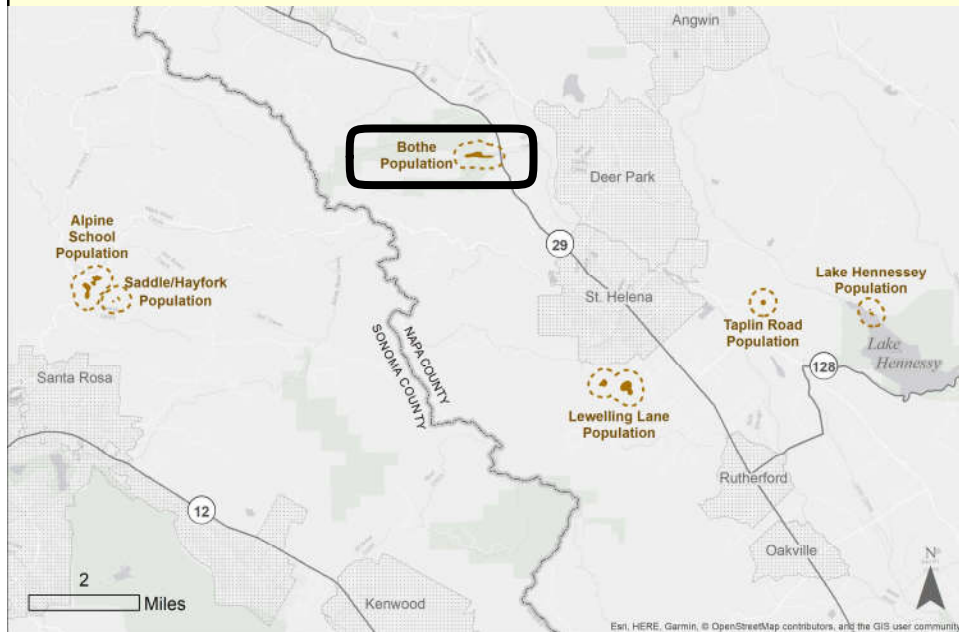 Angwin
Bothe
Population
Deer Park
Alpine
School
Population
29
Saddle/Hayfork
Population
St. Helena
Lake Hennessey
Population
Taplin Road
Population
Lake
Hennessy
NAPA COUNTY
SONOMA COUNTY
128
Santa Rosa
Lewelling Lane
Population
Rutherford
12
Oakville
N
2
Miles
Kenwood
Esri, HERE, Garmin, © OpenStreetMap contributors, and the GIS user community